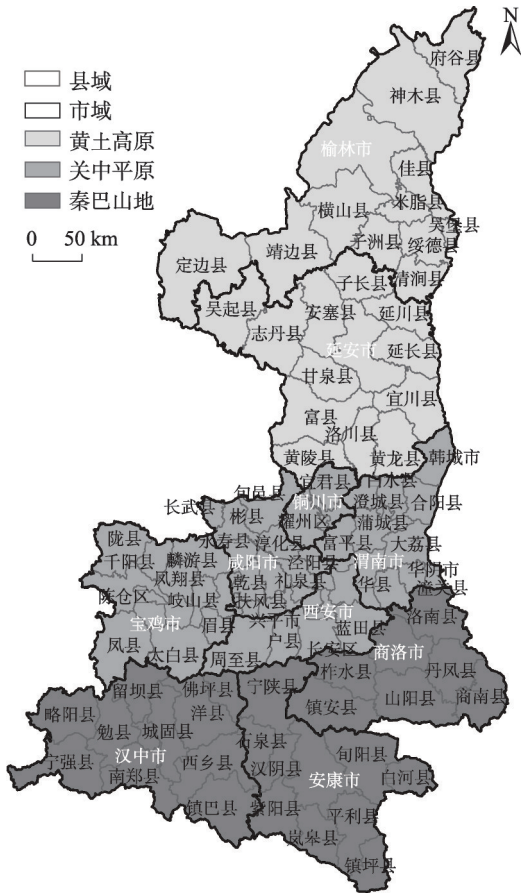 N
府谷县
神木县
县域
市域
黄土高原
关中平原
秦巴山地
0 50 km
榆林市
佳县
米脂县
横山县
吴堡县
子洲县
绥德县
靖边县
定边县
清涧县
子长县
吴起县
安塞县
延川县
志丹县
延安市
延长县
甘泉县
宜川县
富县
洛川县
黄陵县
黄龙县
韩城市
宜君县
白水县
旬邑县
长武县
铜川市
澄城县
合阳县
彬县
耀州区
蒲城县
陇县
永寿县
淳化县
富平县
大荔县
千阳县
麟游县
咸阳市
泾阳县
渭南市
华阴市
凤翔县
乾县
礼泉县
华县
潼关县
陈仓区
岐山县
扶风县
西安市
洛南县
宝鸡市
眉县
兴平市
蓝田县
户县
凤县
太白县
周至县
长安区
商洛市
柞水县
丹风县
留坝县
佛坪县
宁陕县
山阳县
商南县
略阳县
洋县
镇安县
勉县
城固县
石泉县
汉中市
旬阳县
宁强县
西乡县
汉阴县
安康市
白河县
南郑县
镇巴县
紫阳县
平利县
岚皋县
镇坪县